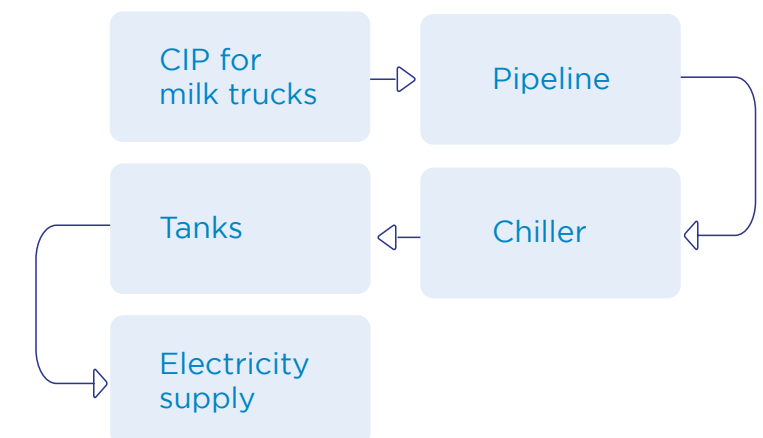 CIP for
milk trucks
Pipeline
Chiller
Tanks
Electricity
supply